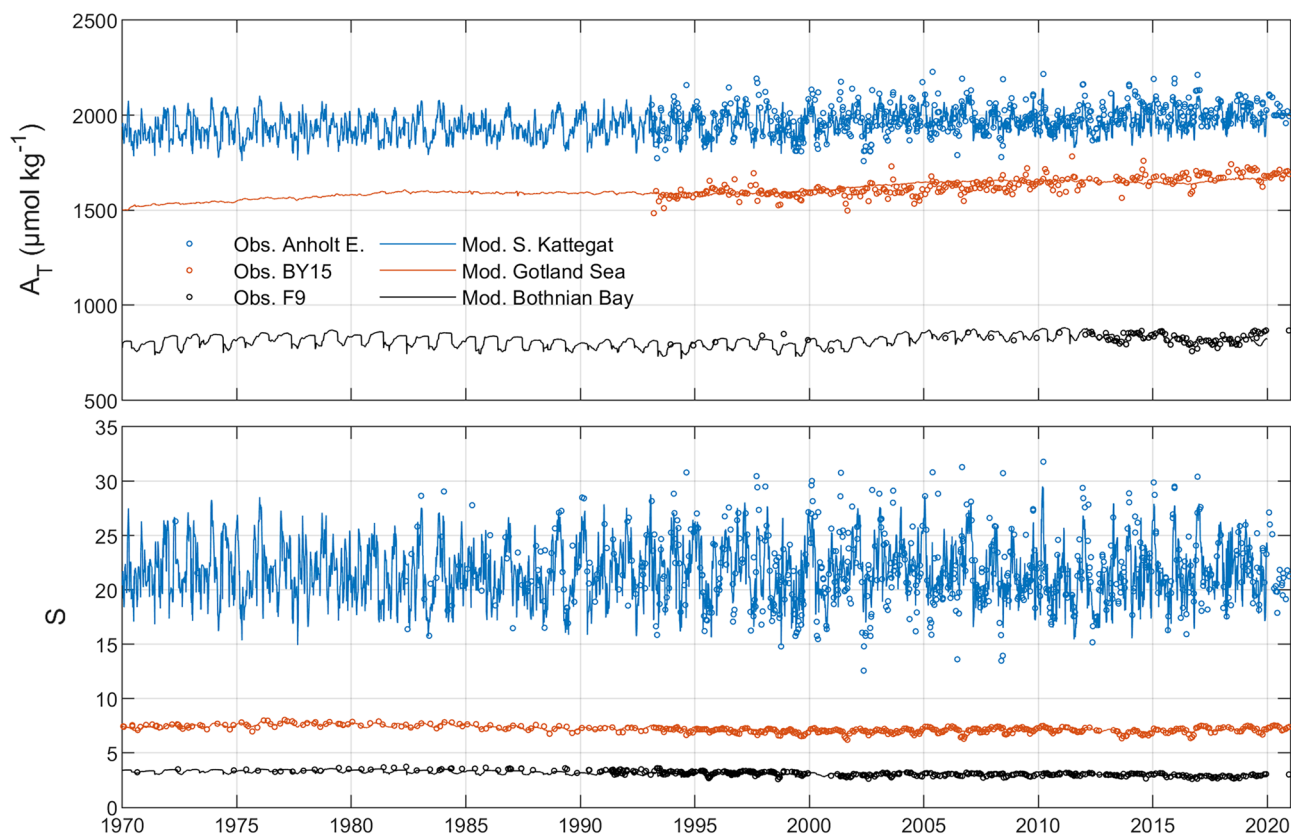 2500
2000
1500
1000
500
A_T (µmol kg⁻¹)
Obs. Anholt E. Mod. S. Kattegat
Obs. BY15 Mod. Gotland Sea
Obs. F9 Mod. Bothnian Bay
35
30
25
20
15
10
5
0
S
1970 1975 1980 1985 1990 1995 2000 2005 2010 2015 2020